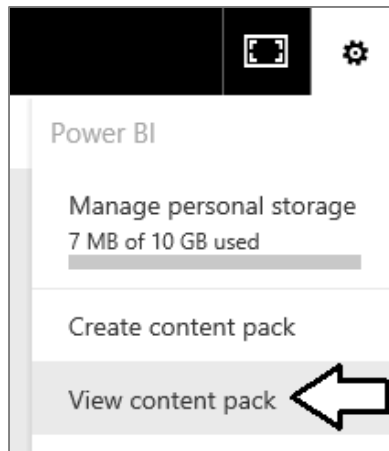 Power BI
Manage personal storage
7 MB of 10 GB used
Create content pack
View content pack